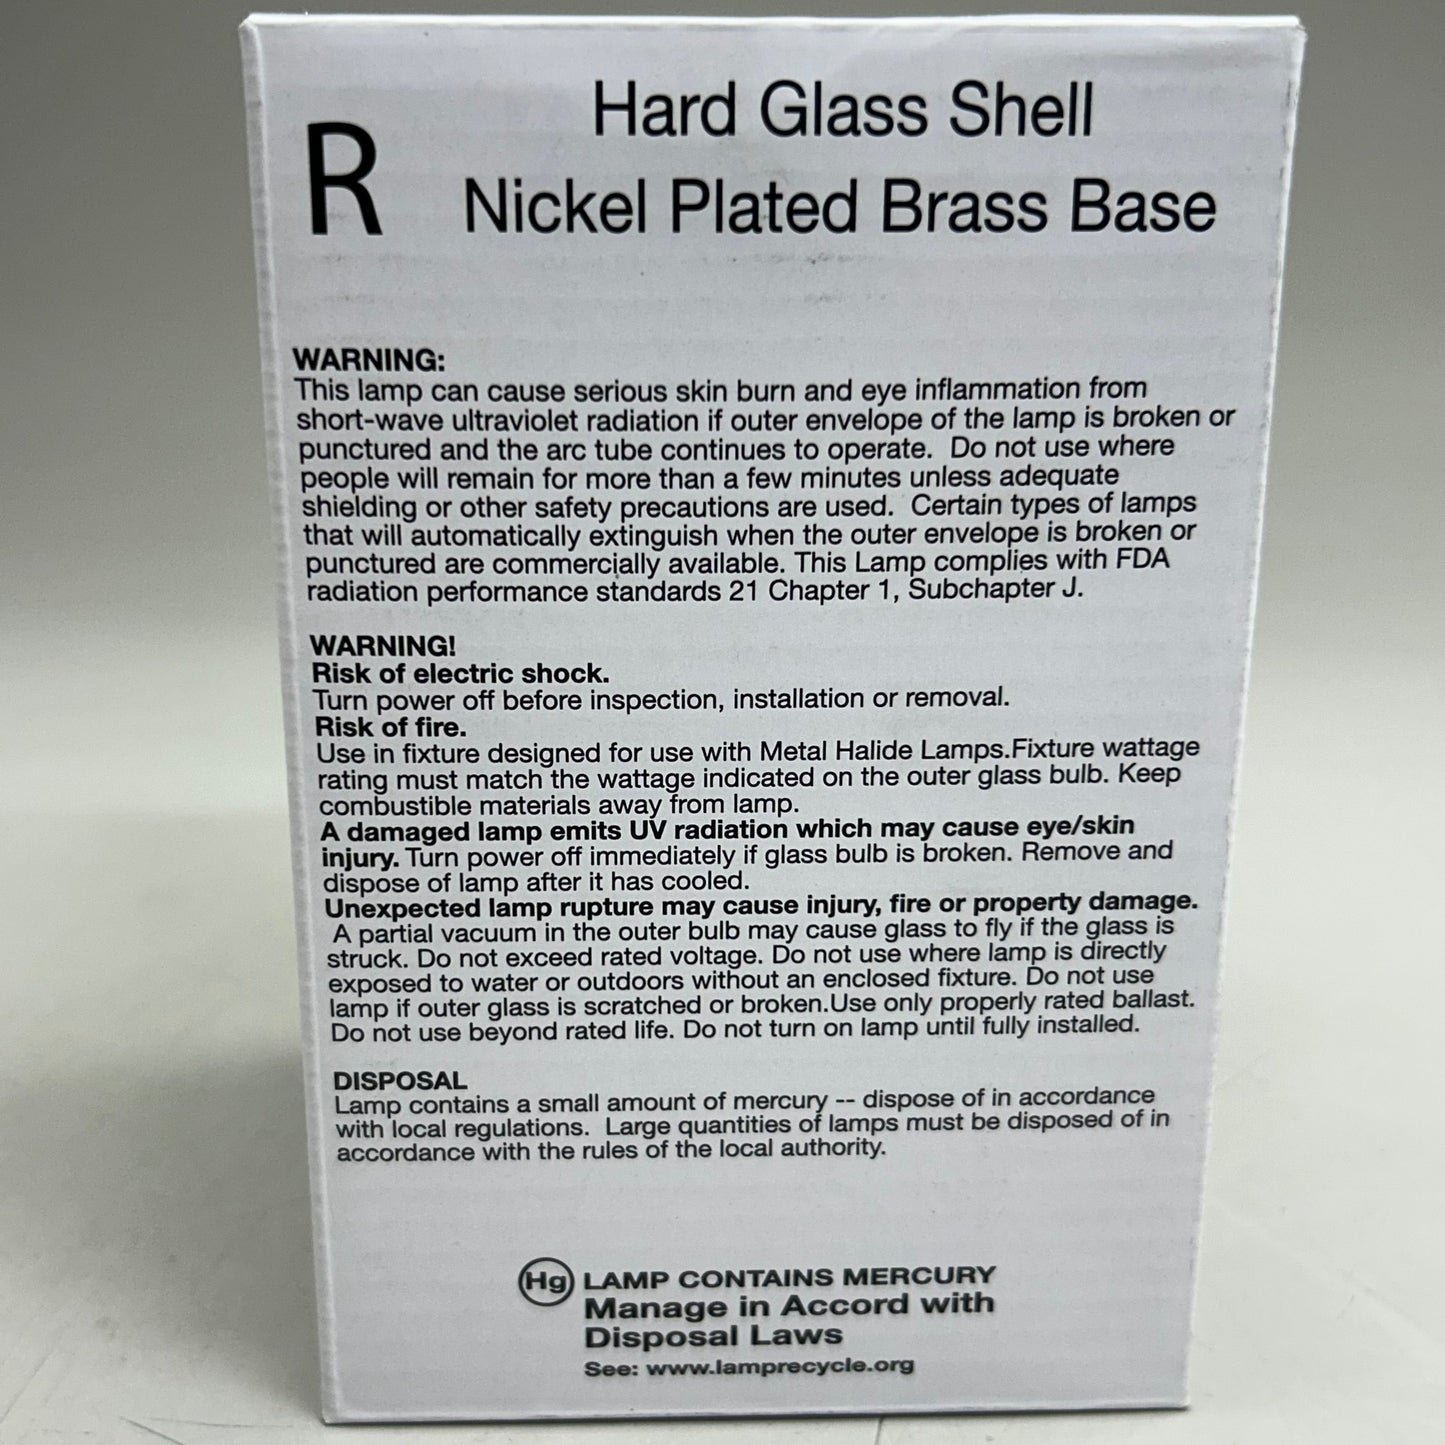 R
Hard Glass Shell
Nickel Plated Brass Base
WARNING:
This lamp can cause serious skin burn and eye inflammation from
short-wave ultraviolet radiation if outer envelope of the lamp is broken or
punctured and the arc tube continues to operate.  Do not use where
people will remain for more than a few minutes unless adequate
shielding or other safety precautions are used.  Certain types of lamps
that will automatically extinguish when the outer envelope is broken or
punctured are commercially available. This Lamp complies with FDA
radiation performance standards 21 Chapter 1, Subchapter J.
WARNING!
Risk of electric shock.
Turn power off before inspection, installation or removal.
Risk of fire.
Use in fixture designed for use with Metal Halide Lamps.Fixture wattage
rating must match the wattage indicated on the outer glass bulb. Keep
combustible materials away from lamp.
A damaged lamp emits UV radiation which may cause eye/skin
injury. Turn power off immediately if glass bulb is broken. Remove and
dispose of lamp after it has cooled.
Unexpected lamp rupture may cause injury, fire or property damage.
A partial vacuum in the outer bulb may cause glass to fly if the glass is
struck. Do not exceed rated voltage. Do not use where lamp is directly
exposed to water or outdoors without an enclosed fixture. Do not use
lamp if outer glass is scratched or broken.Use only properly rated ballast.
Do not use beyond rated life. Do not turn on lamp until fully installed.
DISPOSAL
Lamp contains a small amount of mercury -- dispose of in accordance
with local regulations.  Large quantities of lamps must be disposed of in
accordance with the rules of the local authority.
Hg LAMP CONTAINS MERCURY
Manage in Accord with
Disposal Laws
See: www.lamprecycle.org